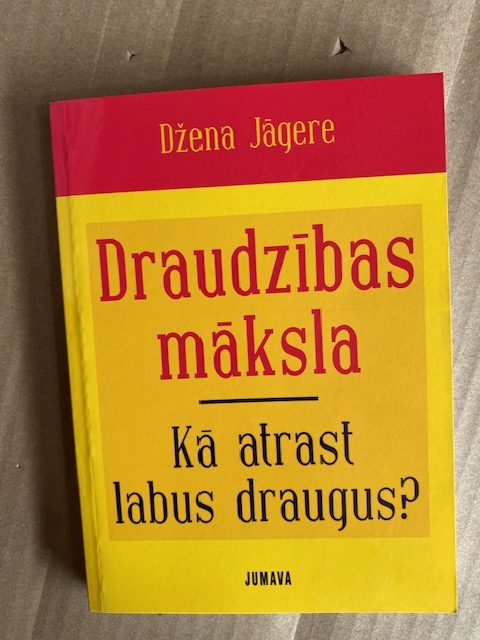 Džena Jāgere
Draudzības
māksla
Kā atrast
labus draugus?
JUMAVA